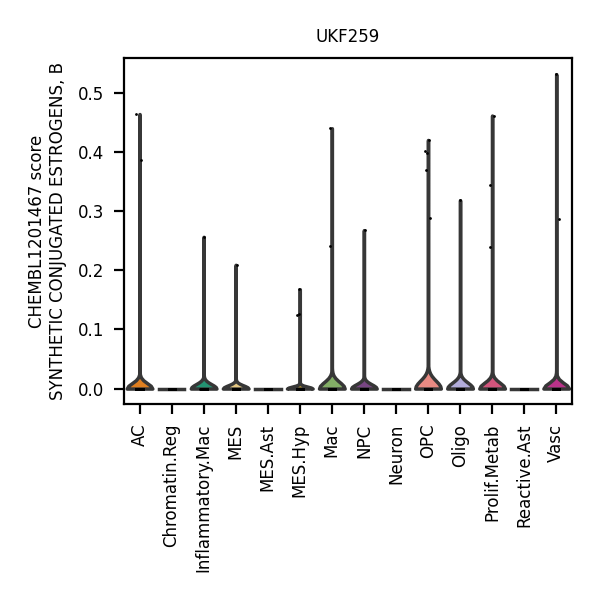 UKF259
CHEMBL1201467 score
SYNTHETIC CONJUGATED ESTROGENS, B
0.5
0.4
0.3
0.2
0.1
0.0
AC
Chromatin.Reg
Inflammatory.Mac
MES
MES.Ast
MES.Hyp
Mac
NPC
Neuron
OPC
Oligo
Prolif.Metab
Reactive.Ast
Vasc